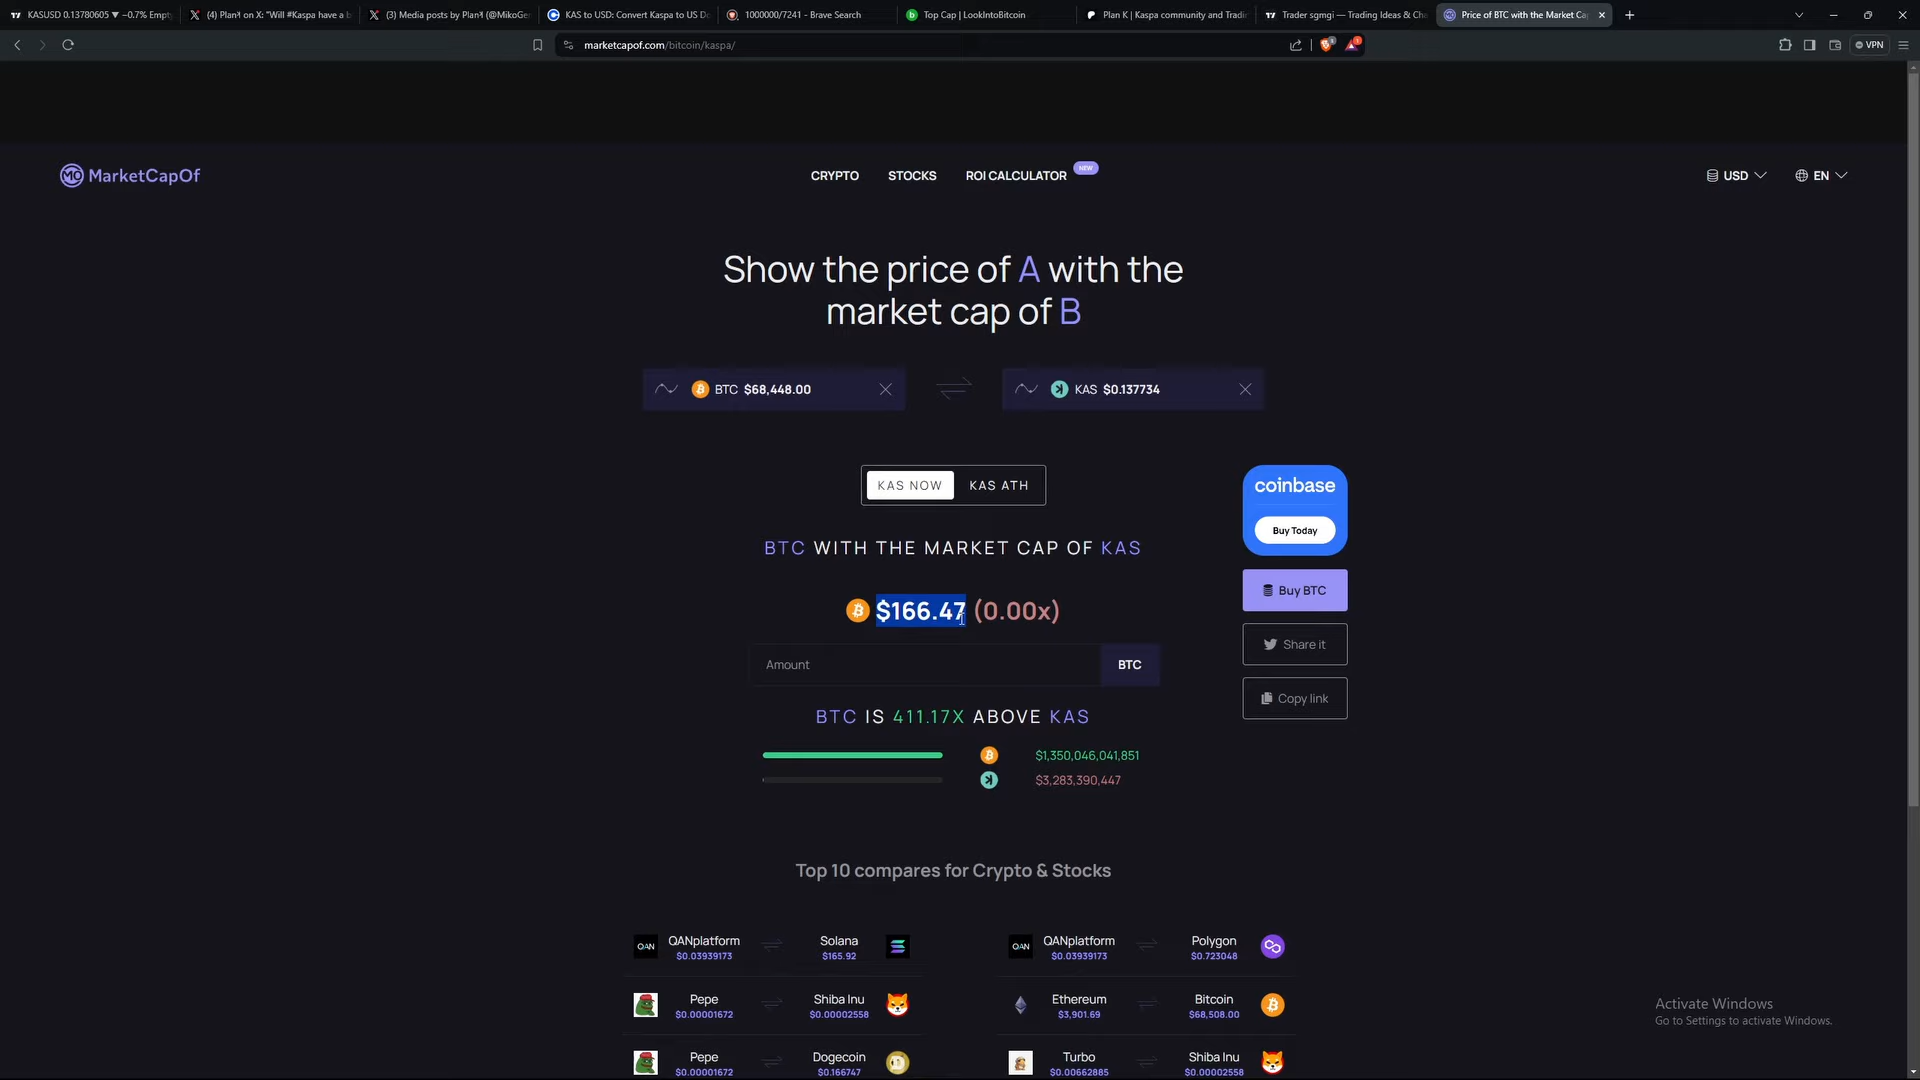 KASUSD 0.13780605 ▼ −0.7% Empty
(4) Plan𐤊 on X: "Will #Kaspa have a b
(3) Media posts by Plan𐤊 (@MikoGen
KAS to USD: Convert Kaspa to US Do
1000000/7241 - Brave Search
Top Cap | LookIntoBitcoin
Plan K | Kaspa community and Tradi
Trader sgmgi — Trading Ideas & Cha
Price of BTC with the Market Ca
marketcapof.com/bitcoin/kaspa/
VPN
MarketCapOf
CRYPTO
STOCKS
ROI CALCULATOR
NEW
USD
EN
Show the price of A with the
market cap of B
BTC $68,448.00
KAS $0.137734
KAS NOW
KAS ATH
coinbase
Buy Today
BTC WITH THE MARKET CAP OF KAS
Buy BTC
$166.47 (0.00x)
Share it
Amount
BTC
Copy link
BTC IS 411.17X ABOVE KAS
$1,350,046,041,851
$3,283,390,447
Top 10 compares for Crypto & Stocks
QAN QANplatform Solana
$0.03939173 $165.92
QAN QANplatform Polygon
$0.03939173 $0.723048
Pepe Shiba Inu
$0.00001672 $0.00002558
Ethereum Bitcoin
$3,901.69 $68,508.00
Pepe Dogecoin
$0.00001672 $0.166747
Turbo Shiba Inu
$0.00662885 $0.00002558
Activate Windows
Go to Settings to activate Windows.